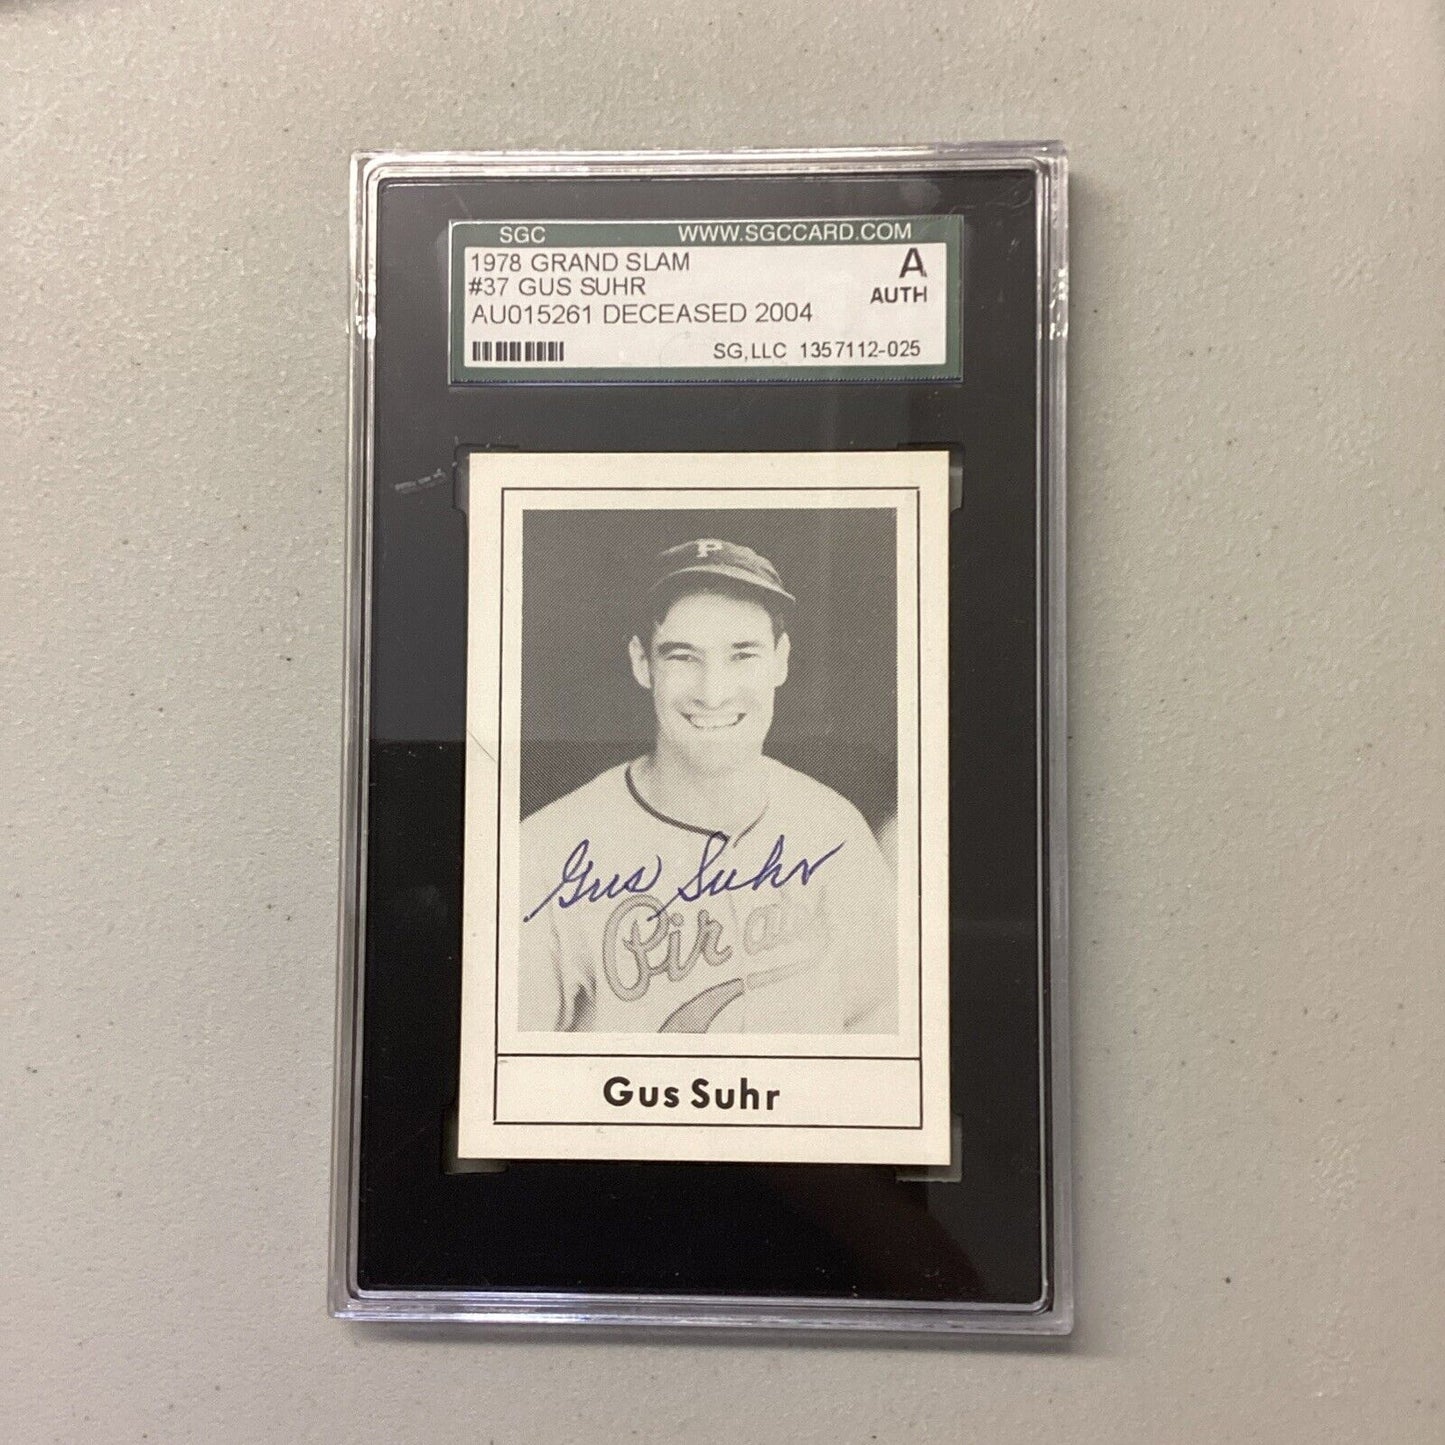 SGC WWW.SGCCARD.COM
1978 GRAND SLAM A
#37 GUS SUHR AUTH
AU015261 DECEASED 2004
SG,LLC 1357112-025
P
Gus Suhr
Pirates
Gus Suhr